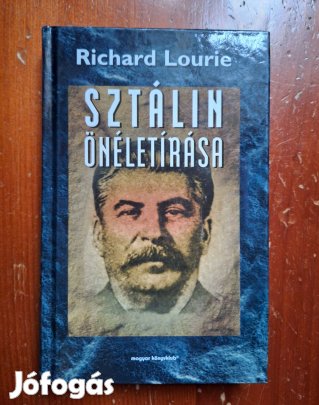 Richard Lourie
SZTÁLIN
ÖNÉLETÍRÁSA
magyar könyvklub®
Jófogás